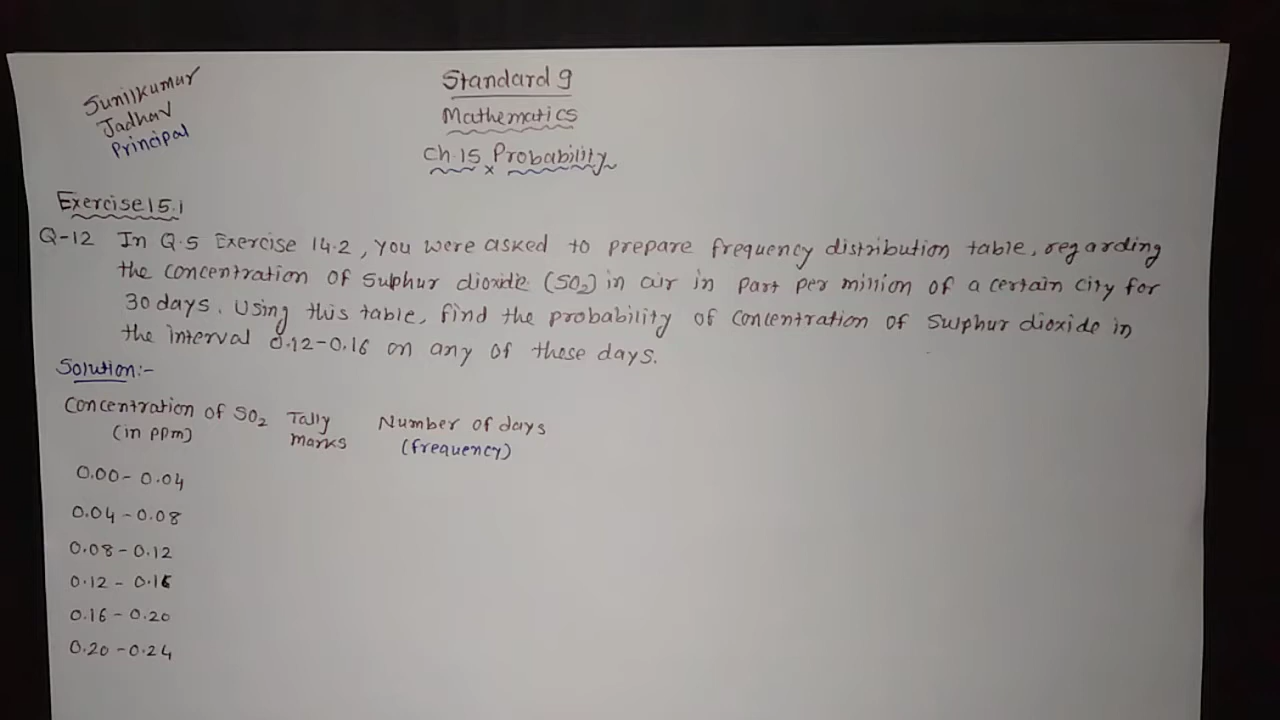 Sunilkumar
Jadhav
Principal
Standard 9
Mathematics
Ch.15 Probability
x
Exercise 15.1
Q-12 In Q.5 Exercise 14.2, you were asked to prepare frequency distribution table, regarding
the concentration of Sulphur dioxide (SO₂) in air in part per million of a certain city for
30 days. Using this table, find the probability of concentration of Sulphur dioxide in
the interval 0.12-0.16 on any of these days.
Solution:-
Concentration of SO₂ Tally Number of days
(in ppm) marks (frequency)
0.00- 0.04
0.04 - 0.08
0.08 - 0.12
0.12 - 0.16
0.16 - 0.20
0.20 - 0.24